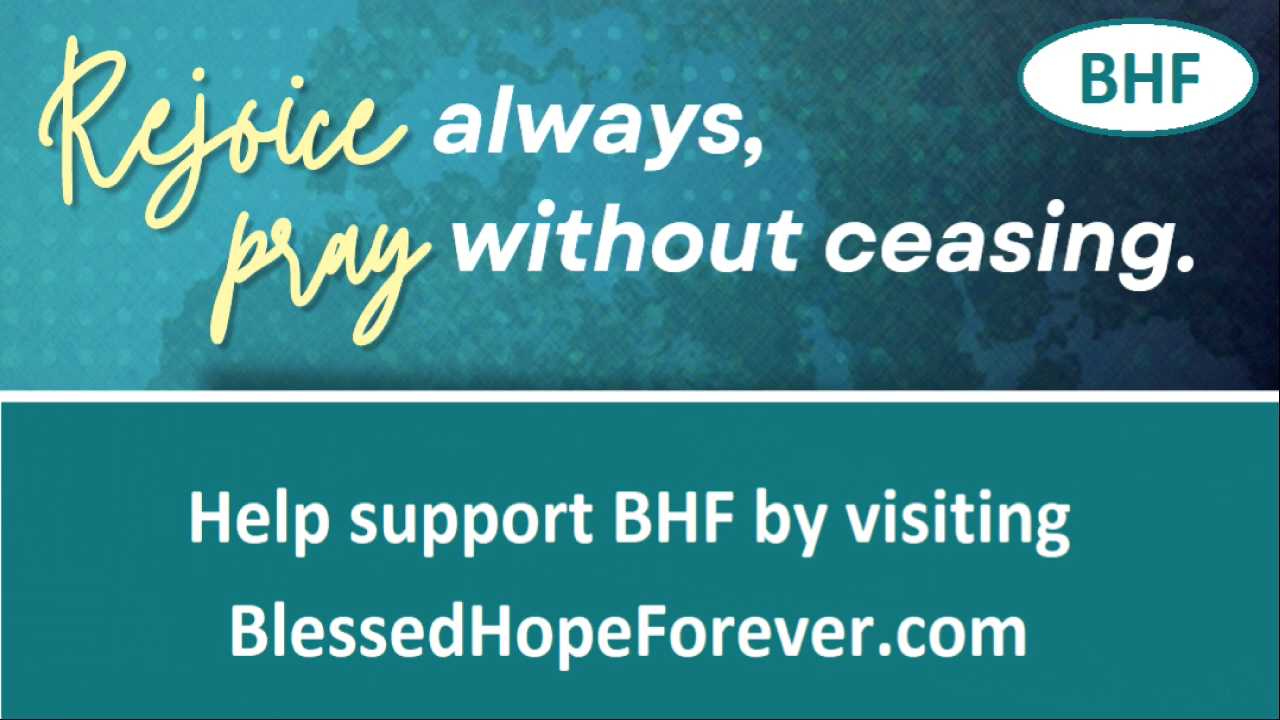 BHF
Rejoice always,
pray without ceasing.
Help support BHF by visiting
BlessedHopeForever.com